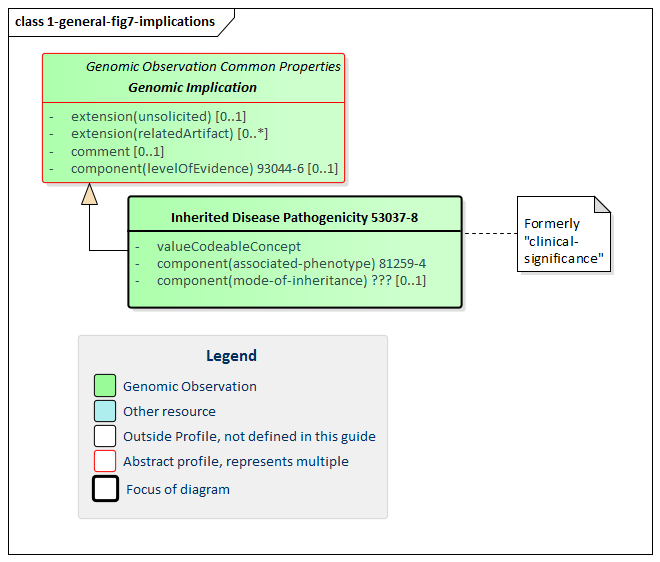 class 1-general-fig7-implications
Genomic Observation Common Properties
Genomic Implication
- extension(unsolicited) [0..1]
- extension(relatedArtifact) [0..*]
- comment [0..1]
- component(levelOfEvidence) 93044-6 [0..1]
Inherited Disease Pathogenicity 53037-8
- valueCodeableConcept
- component(associated-phenotype) 81259-4
- component(mode-of-inheritance) ??? [0..1]
Formerly
"clinical-
significance"
Legend
Genomic Observation
Other resource
Outside Profile, not defined in this guide
Abstract profile, represents multiple
Focus of diagram